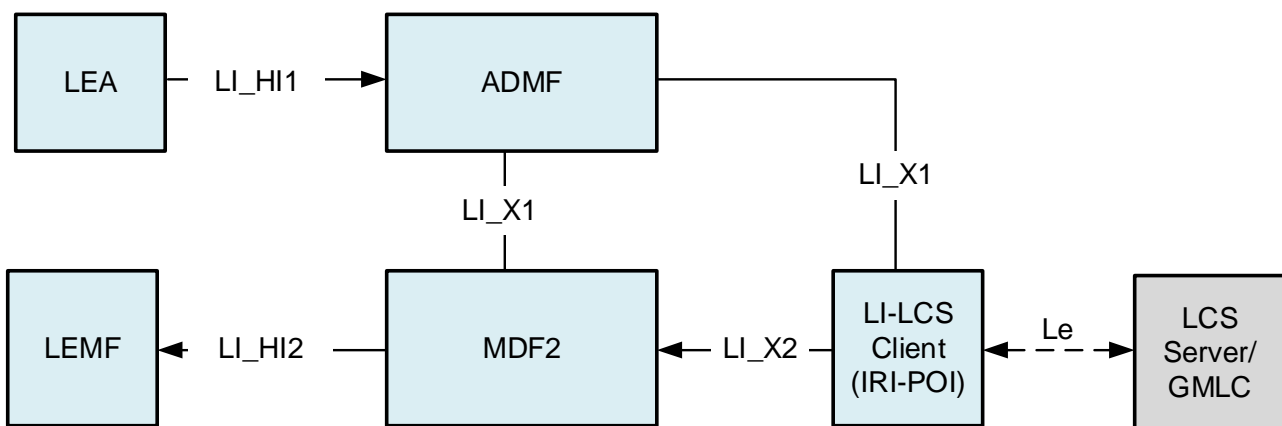 LEA
LI_HI1
ADMF
LI_X1
LI_X1
LEMF
LI_HI2
MDF2
LI_X2
LI-LCS
Client
(IRI-POI)
Le
LCS
Server/
GMLC